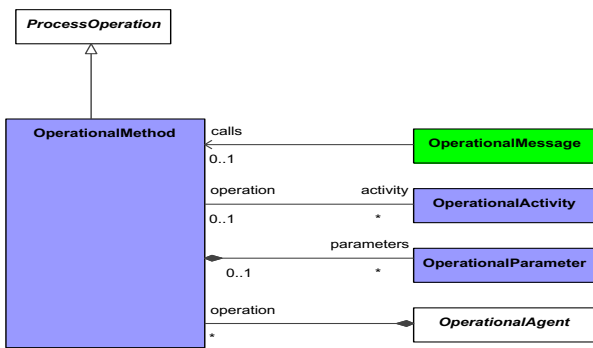 ProcessOperation
OperationalMethod
calls
0..1
OperationalMessage
operation
activity
0..1
*
OperationalActivity
parameters
0..1
*
OperationalParameter
operation
*
OperationalAgent